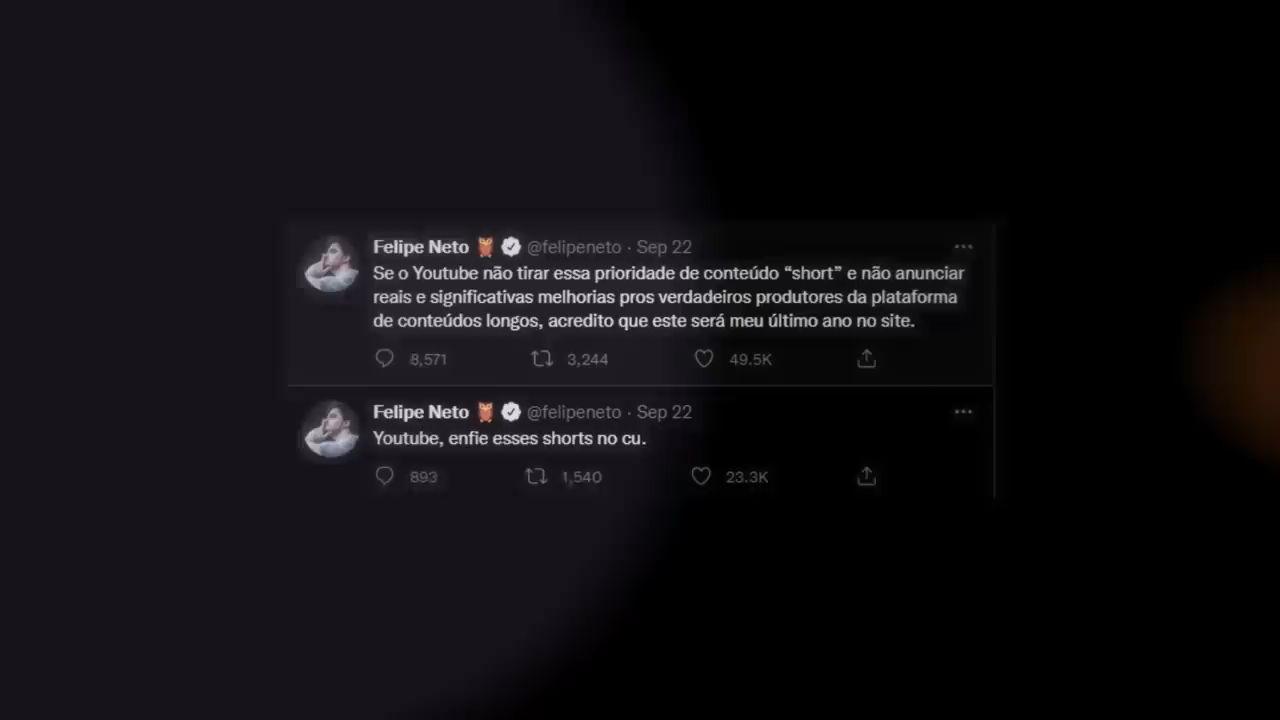 Felipe Neto 🦉 @felipeneto · Sep 22
Se o Youtube não tirar essa prioridade de conteúdo “short” e não anunciar
reais e significativas melhorias pros verdadeiros produtores da plataforma
de conteúdos longos, acredito que este será meu último ano no site.
8,571 3,244 49.5K
Felipe Neto 🦉 @felipeneto · Sep 22
Youtube, enfie esses shorts no cu.
893 1,540 23.3K